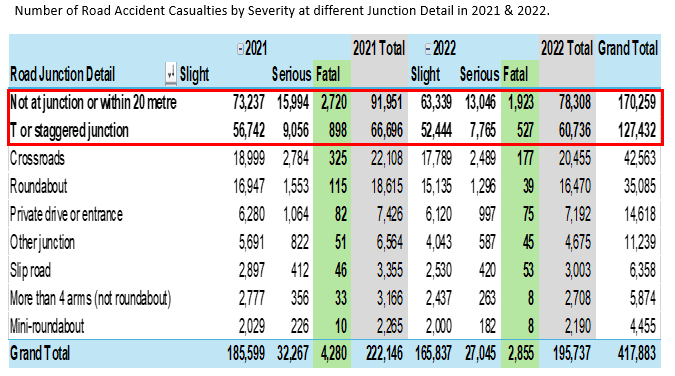 Number of Road Accident Casualties by Severity at different Junction Detail in 2021 & 2022.
2021 2021 Total 2022 2022 Total Grand Total
Road Junction Detail Slight Serious Fatal Slight Serious Fatal
Not at junction or within 20 metre 73,237 15,994 2,720 91,951 63,339 13,046 1,923 78,308 170,259
T or staggered junction 56,742 9,056 898 66,696 52,444 7,765 527 60,736 127,432
Crossroads 18,999 2,784 325 22,108 17,789 2,489 177 20,455 42,563
Roundabout 16,947 1,553 115 18,615 15,135 1,296 39 16,470 35,085
Private drive or entrance 6,280 1,064 82 7,426 6,120 997 75 7,192 14,618
Other junction 5,691 822 51 6,564 4,043 587 45 4,675 11,239
Slip road 2,897 412 46 3,355 2,530 420 53 3,003 6,358
More than 4 arms (not roundabout) 2,777 356 33 3,166 2,437 263 8 2,708 5,874
Mini-roundabout 2,029 226 10 2,265 2,000 182 8 2,190 4,455
Grand Total 185,599 32,267 4,280 222,146 165,837 27,045 2,855 195,737 417,883